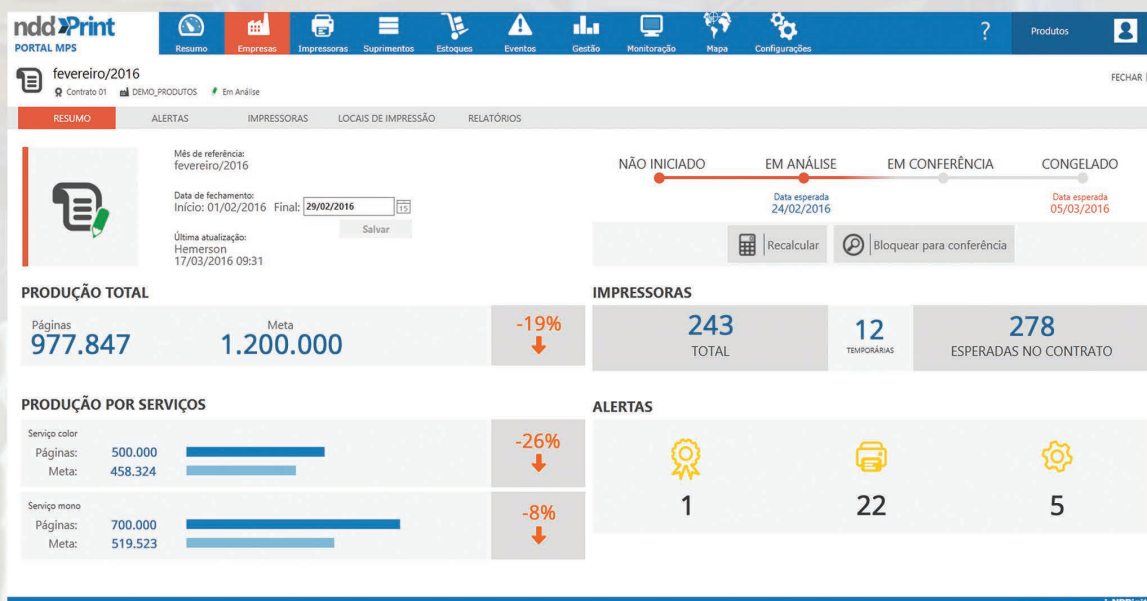 nddPrint
PORTAL MPS
Resumo
Empresas
Impressoras
Suprimentos
Estoques
Eventos
Gestão
Monitoração
Mapa
Configurações
?
Produtos
fevereiro/2016
Contrato 01 DEMO_PRODUTOS Em Análise
FECHAR
RESUMO ALERTAS IMPRESSORAS LOCAIS DE IMPRESSÃO RELATÓRIOS
Mês de referência:
fevereiro/2016
Data de fechamento:
Início: 01/02/2016 Final: 29/02/2016 15
Salvar
Última atualização:
Hemerson
17/03/2016 09:31
NÃO INICIADO EM ANÁLISE EM CONFERÊNCIA CONGELADO
Data esperada
24/02/2016
Data esperada
05/03/2016
Recalcular Bloquear para conferência
PRODUÇÃO TOTAL
Páginas Meta
977.847 1.200.000
-19%
IMPRESSORAS
243
TOTAL
12
TEMPORÁRIAS
278
ESPERADAS NO CONTRATO
PRODUÇÃO POR SERVIÇOS
Serviço color
Páginas: 500.000
Meta: 458.324
-26%
Serviço mono
Páginas: 700.000
Meta: 519.523
-8%
ALERTAS
1 22 5